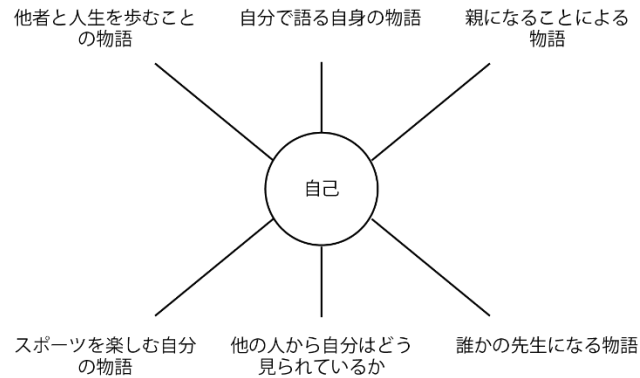 他者と人生を歩むこと
の物語
自分で語る自身の物語
親になることによる
物語
自己
スポーツを楽しむ自分
の物語
他の人から自分はどう
見られているか
誰かの先生になる物語